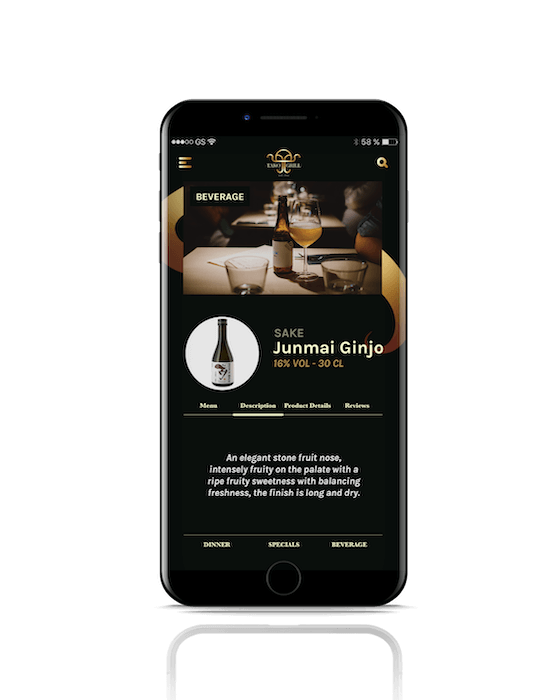 GS
58 %
TAKO GRILL
BEVERAGE
SAKE
Junmai Ginjo
16% VOL - 30 CL
Menu Description Product Details Reviews
An elegant stone fruit nose,
intensely fruity on the palate with a
ripe fruity sweetness with balancing
freshness, the finish is long and dry.
DINNER SPECIALS BEVERAGE